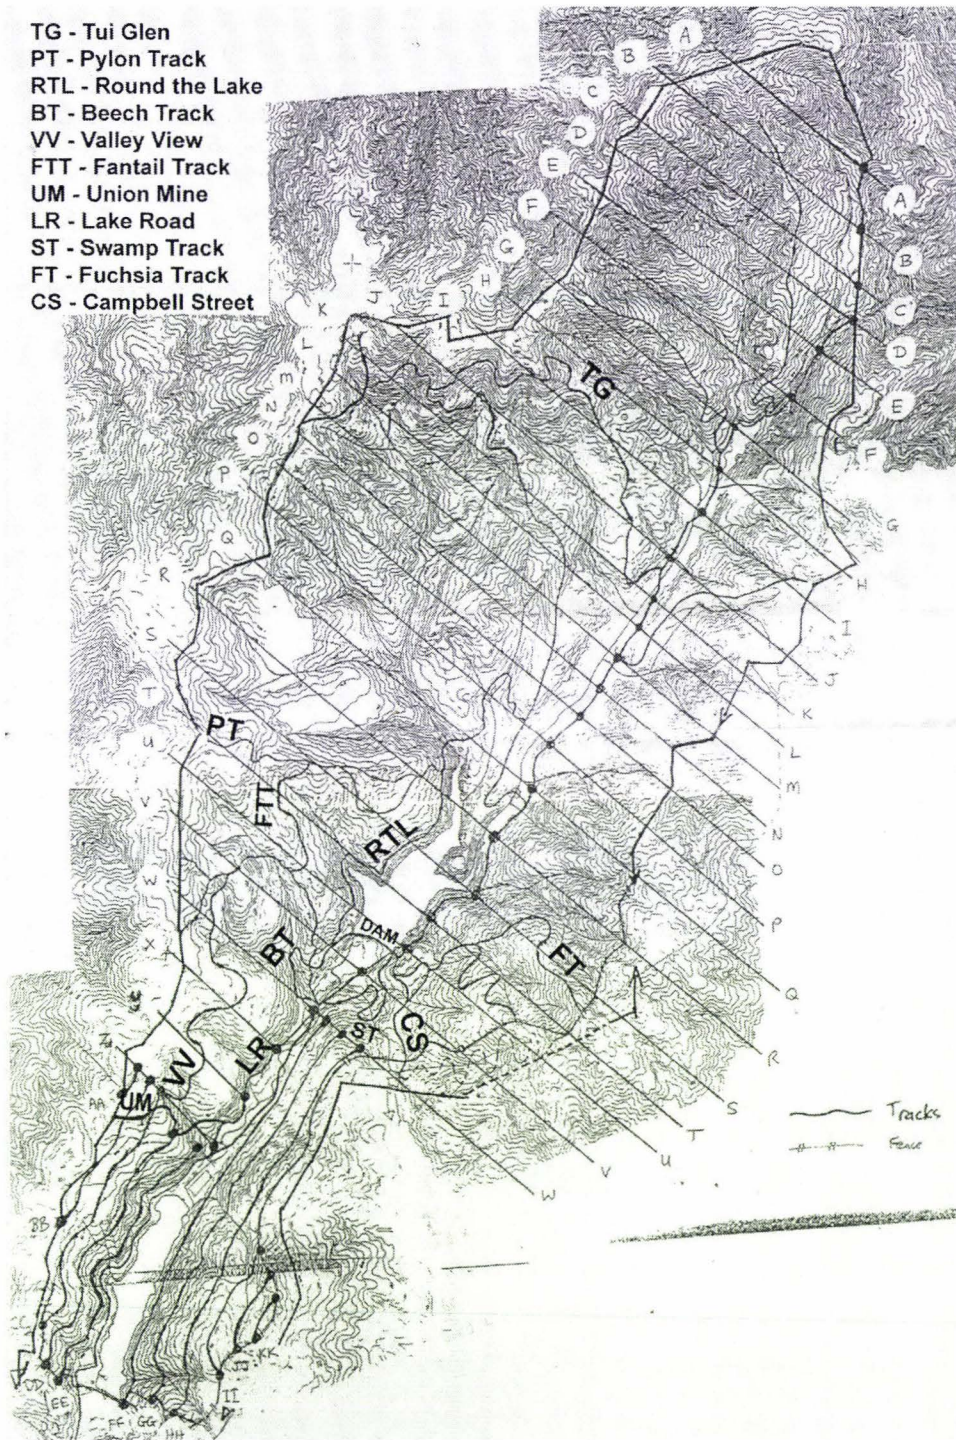 TG - Tui Glen
PT - Pylon Track
RTL - Round the Lake
BT - Beech Track
VV - Valley View
FTT - Fantail Track
UM - Union Mine
LR - Lake Road
ST - Swamp Track
FT - Fuchsia Track
CS - Campbell Street
A
B
C
D
E
F
G
H
I
J
K
L
M
N
O
P
Q
R
S
T
U
V
W
X
A
B
C
D
E
F
G
H
I
J
K
L
M
N
O
P
Q
R
S
T
U
V
W
TG
PT
FTT
RTL
DAM
BT
FT
CS
ST
LR
VV
UM
AA
BB
CC
DD
EE
FF
GG
HH
II
JJ
KK
Tracks
Fence